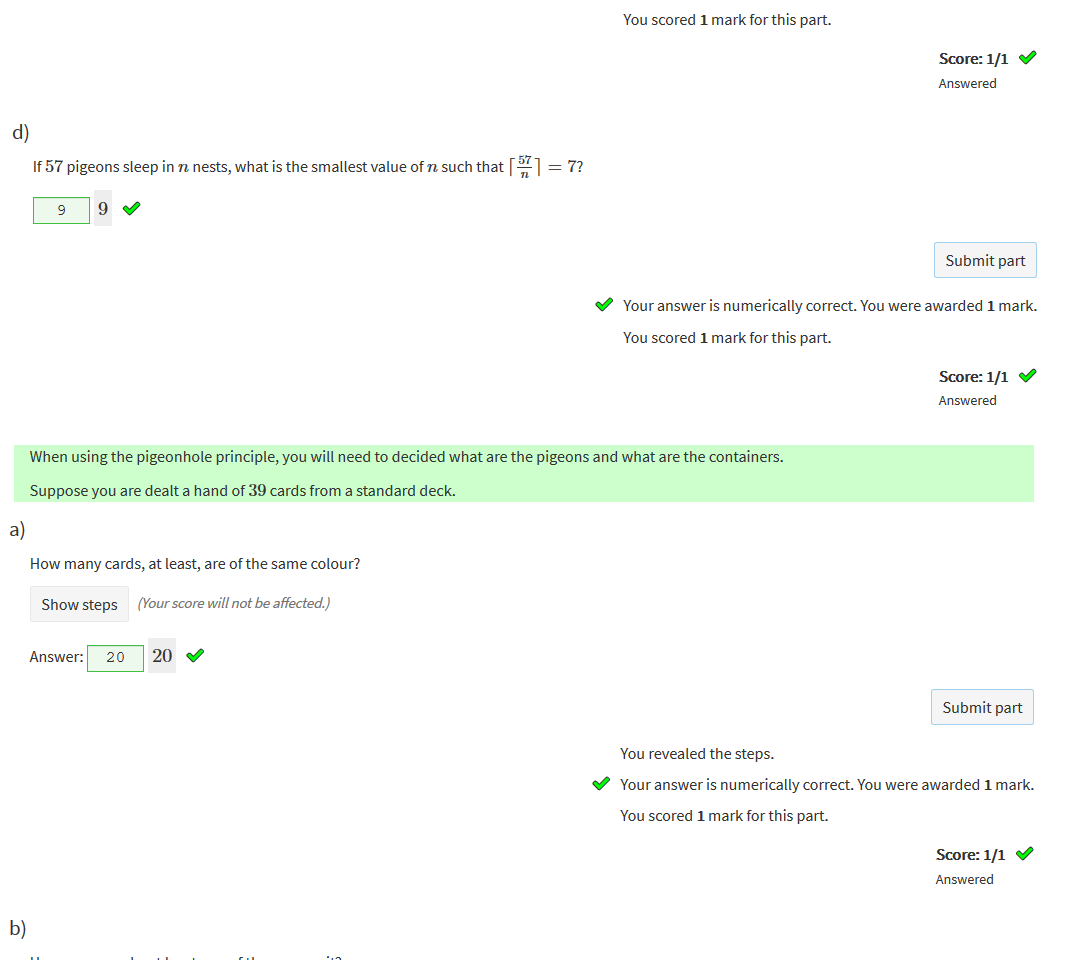 You scored 1 mark for this part.
Score: 1/1
Answered
d)
If 57 pigeons sleep in n nests, what is the smallest value of n such that ⌈57/n⌉ = 7?
9 9
Submit part
Your answer is numerically correct. You were awarded 1 mark.
You scored 1 mark for this part.
Score: 1/1
Answered
When using the pigeonhole principle, you will need to decided what are the pigeons and what are the containers.
Suppose you are dealt a hand of 39 cards from a standard deck.
a)
How many cards, at least, are of the same colour?
Show steps (Your score will not be affected.)
Answer: 20 20
Submit part
You revealed the steps.
Your answer is numerically correct. You were awarded 1 mark.
You scored 1 mark for this part.
Score: 1/1
Answered
b)